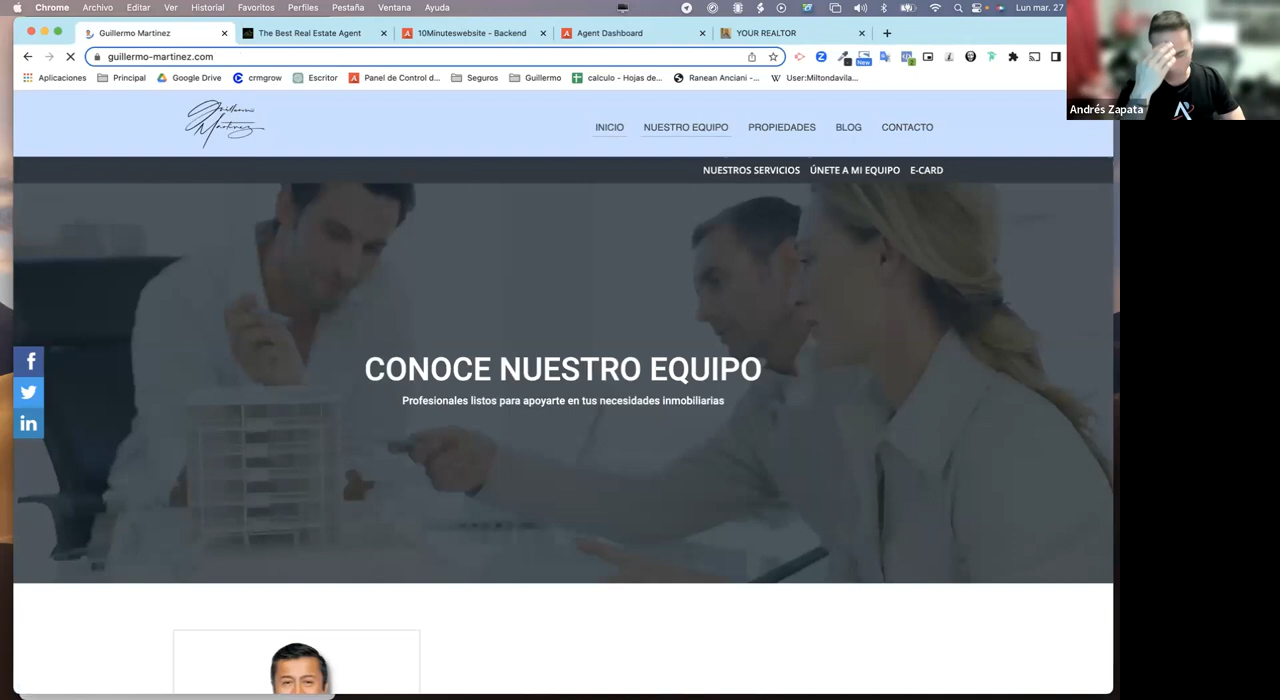 Chrome Archivo Editar Ver Historial Favoritos Perfiles Pestaña Ventana Ayuda Lun mar. 27
Guillermo Martinez The Best Real Estate Agent 10Minuteswebsite - Backend Agent Dashboard YOUR REALTOR
guillermo-martinez.com
New
Aplicaciones Principal Google Drive crmgrow Escritor Panel de Control d... Seguros Guillermo calculo - Hojas de... Ranean Anciani -... User:Miltondavila...
Andrés Zapata
Guillermo
Martinez
INICIO NUESTRO EQUIPO PROPIEDADES BLOG CONTACTO
NUESTROS SERVICIOS ÚNETE A MI EQUIPO E-CARD
CONOCE NUESTRO EQUIPO
Profesionales listos para apoyarte en tus necesidades inmobiliarias